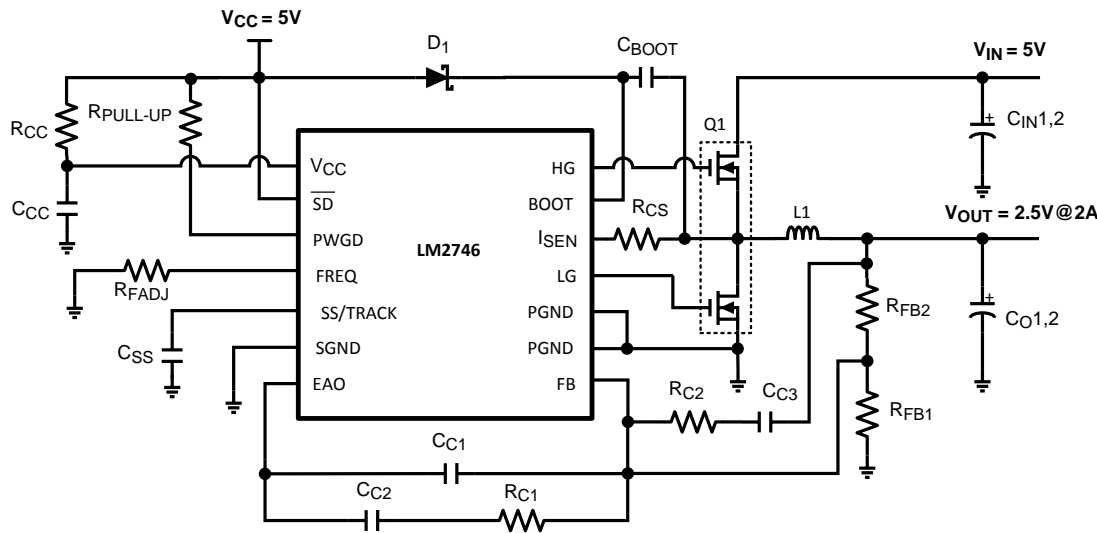 VCC = 5V
D1
CBOOT
VIN = 5V
RCC
RPULL-UP
Q1
+
CIN1,2
VCC
HG
SD
BOOT
CCC
RCS
L1
VOUT = 2.5V@2A
PWGD
LM2746
ISEN
FREQ
LG
RFADJ
+
SS/TRACK
PGND
RFB2
CO1,2
CSS
SGND
PGND
EAO
FB
RC2
CC3
RFB1
CC1
CC2
RC1